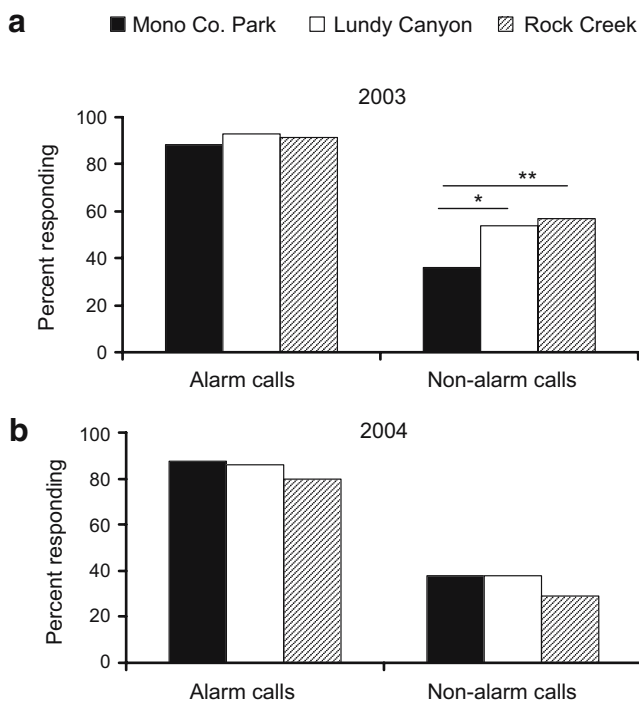 a
Mono Co. Park Lundy Canyon Rock Creek
2003
Percent responding
100
80
60
40
20
0
**
*
Alarm calls Non-alarm calls
b
2004
Percent responding
100
80
60
40
20
0
Alarm calls Non-alarm calls